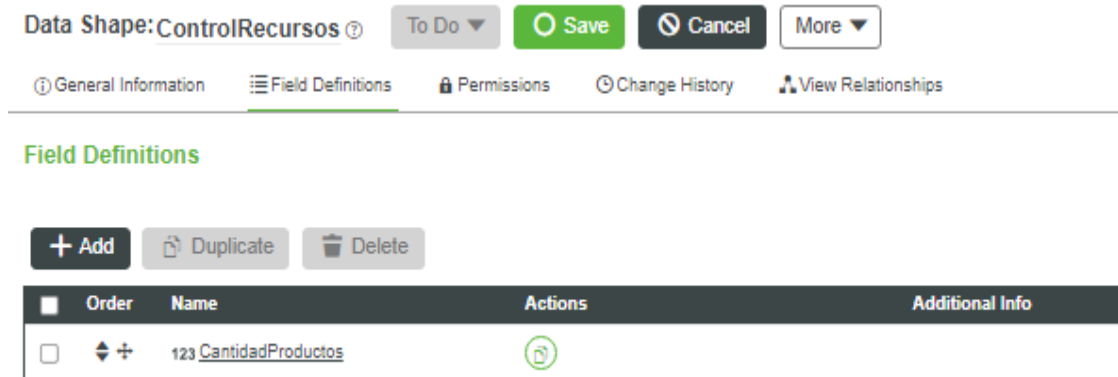 Data Shape: ControlRecursos ? To Do Save Cancel More
General Information Field Definitions Permissions Change History View Relationships
Field Definitions
Add Duplicate Delete
Order Name Actions Additional Info
123 CantidadProductos